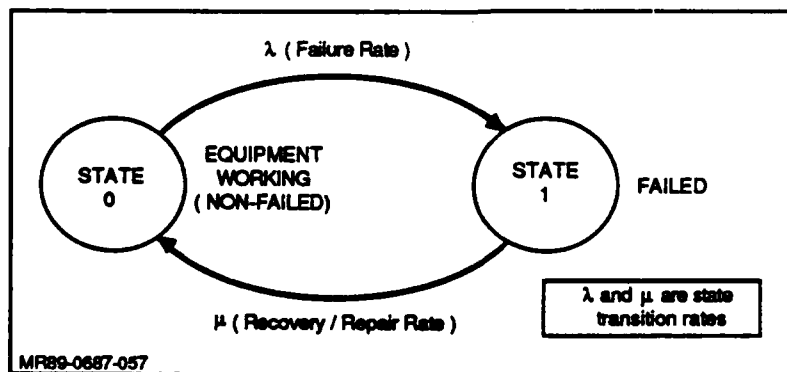 λ ( Failure Rate )
STATE
0
EQUIPMENT
WORKING
( NON-FAILED)
STATE
1
FAILED
μ ( Recovery / Repair Rate )
λ and μ are state
transition rates
MR89-0687-057